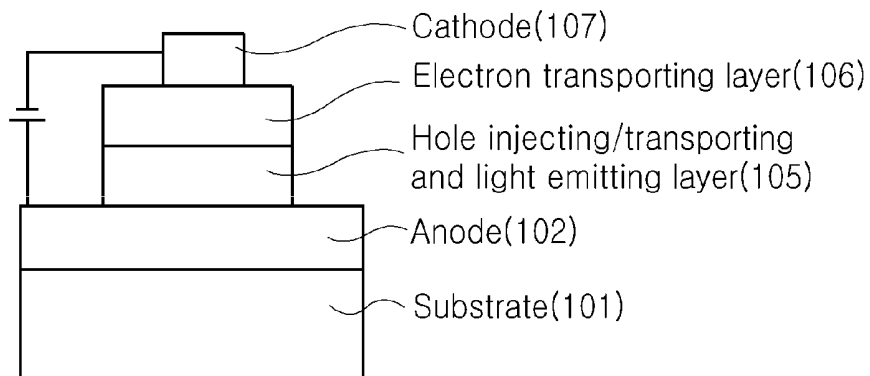 Cathode(107)
Electron transporting layer(106)
Hole injecting/transporting
and light emitting layer(105)
Anode(102)
Substrate(101)